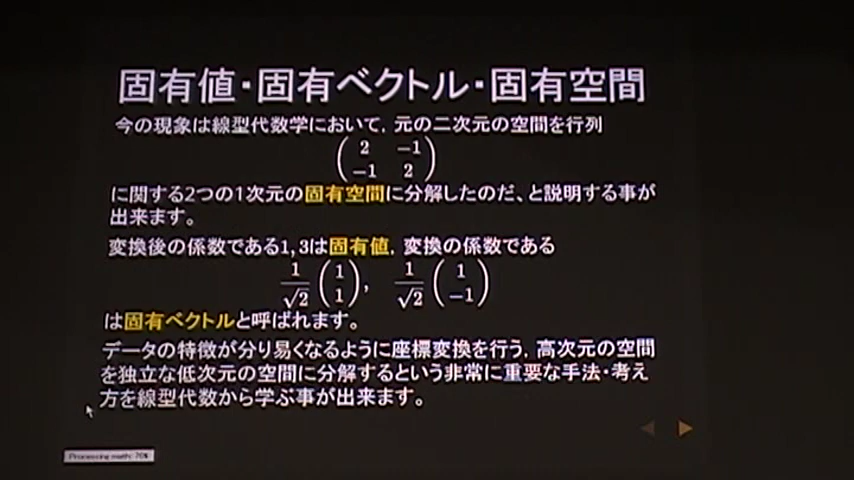 固有値・固有ベクトル・固有空間
今の現象は線型代数学において, 元の二次元の空間を行列
( 2 −1
−1 2 )
に関する2つの1次元の固有空間に分解したのだ、と説明する事が
出来ます。
変換後の係数である1, 3は固有値, 変換の係数である
1/√2 (1 1), 1/√2 (1 −1)
は固有ベクトルと呼ばれます。
データの特徴が分り易くなるように座標変換を行う, 高次元の空間
を独立な低次元の空間に分解するという非常に重要な手法・考え
方を線型代数から学ぶ事が出来ます。
Processing math: 76%